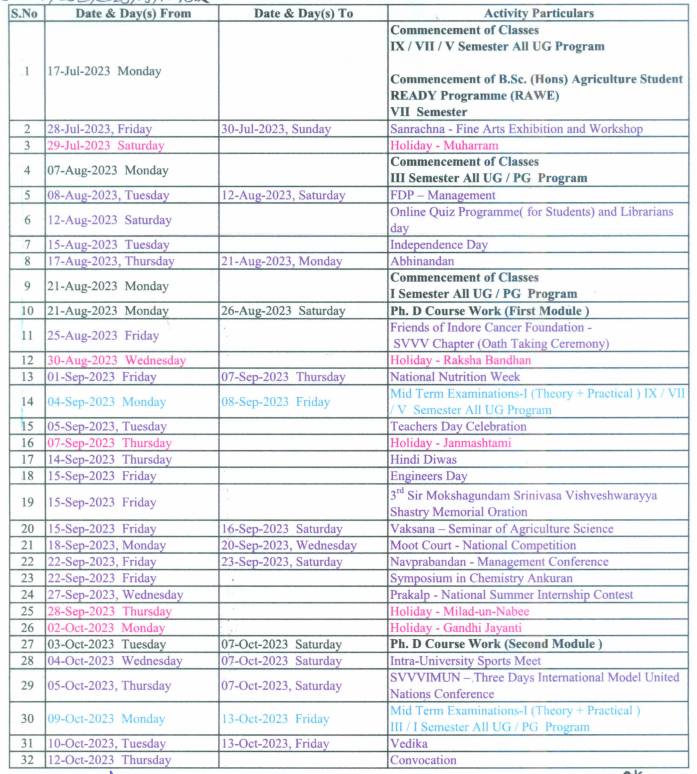 S.No Date & Day(s) From Date & Day(s) To Activity Particulars
1 17-Jul-2023 Monday Commencement of Classes
IX / VII / V Semester All UG Program
Commencement of B.Sc. (Hons) Agriculture Student
READY Programme (RAWE)
VII Semester
2 28-Jul-2023, Friday 30-Jul-2023, Sunday Sanrachna - Fine Arts Exhibition and Workshop
3 29-Jul-2023 Saturday Holiday - Muharram
4 07-Aug-2023 Monday Commencement of Classes
III Semester All UG / PG Program
5 08-Aug-2023, Tuesday 12-Aug-2023, Saturday FDP – Management
6 12-Aug-2023 Saturday Online Quiz Programme( for Students) and Librarians
day
7 15-Aug-2023 Tuesday Independence Day
8 17-Aug-2023, Thursday 21-Aug-2023, Monday Abhinandan
9 21-Aug-2023 Monday Commencement of Classes
I Semester All UG / PG Program
10 21-Aug-2023 Monday 26-Aug-2023 Saturday Ph. D Course Work (First Module )
11 25-Aug-2023 Friday Friends of Indore Cancer Foundation -
SVVV Chapter (Oath Taking Ceremony)
12 30-Aug-2023 Wednesday Holiday - Raksha Bandhan
13 01-Sep-2023 Friday 07-Sep-2023 Thursday National Nutrition Week
14 04-Sep-2023 Monday 08-Sep-2023 Friday Mid Term Examinations-I (Theory + Practical ) IX / VII
/ V Semester All UG Program
15 05-Sep-2023, Tuesday Teachers Day Celebration
16 07-Sep-2023 Thursday Holiday - Janmashtami
17 14-Sep-2023 Thursday Hindi Diwas
18 15-Sep-2023 Friday Engineers Day
19 15-Sep-2023 Friday 3rd Sir Mokshagundam Srinivasa Vishveshwarayya
Shastry Memorial Oration
20 15-Sep-2023 Friday 16-Sep-2023 Saturday Vaksana – Seminar of Agriculture Science
21 18-Sep-2023, Monday 20-Sep-2023, Wednesday Moot Court - National Competition
22 22-Sep-2023, Friday 23-Sep-2023, Saturday Navprabandan - Management Conference
23 22-Sep-2023 Friday Symposium in Chemistry Ankuran
24 27-Sep-2023, Wednesday Prakalp - National Summer Internship Contest
25 28-Sep-2023 Thursday Holiday - Milad-un-Nabee
26 02-Oct-2023 Monday Holiday - Gandhi Jayanti
27 03-Oct-2023 Tuesday 07-Oct-2023 Saturday Ph. D Course Work (Second Module )
28 04-Oct-2023 Wednesday 07-Oct-2023 Saturday Intra-University Sports Meet
29 05-Oct-2023, Thursday 07-Oct-2023, Saturday SVVVIMUN – Three Days International Model United
Nations Conference
30 09-Oct-2023 Monday 13-Oct-2023 Friday Mid Term Examinations-I (Theory + Practical )
III / I Semester All UG / PG Program
31 10-Oct-2023, Tuesday 13-Oct-2023, Friday Vedika
32 12-Oct-2023 Thursday Convocation